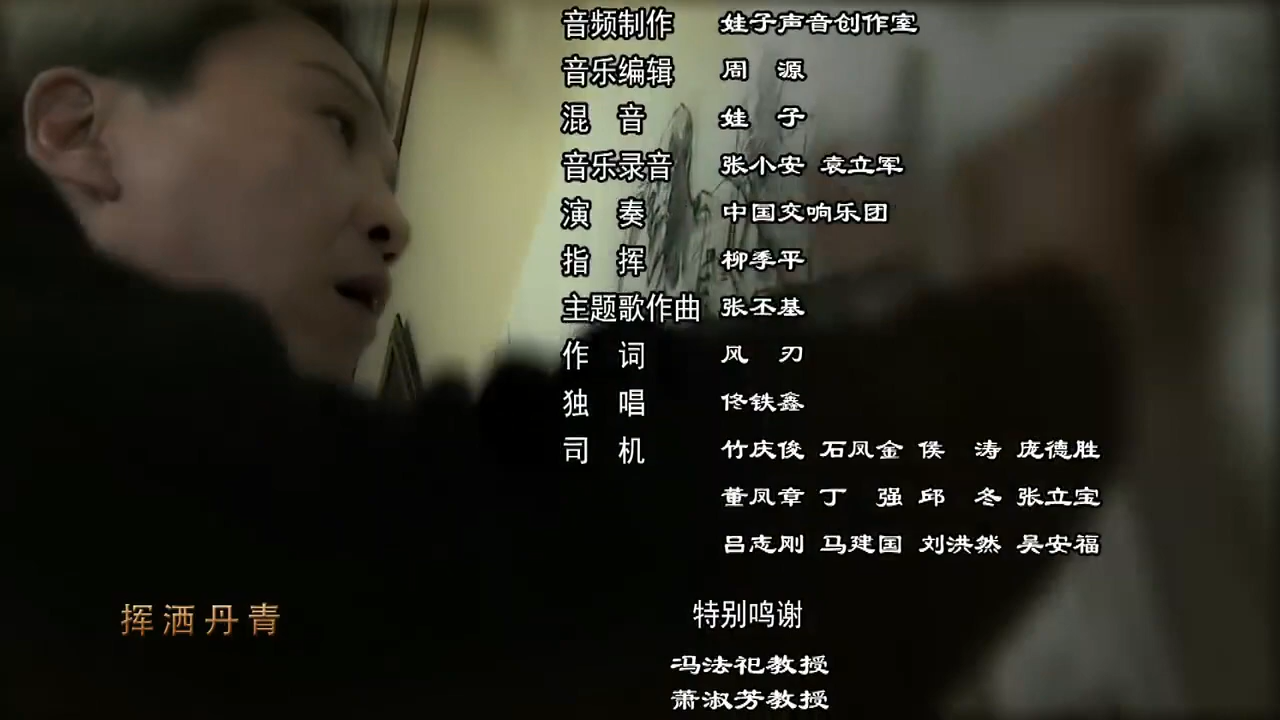 音频制作 娃子声音创作室
音乐编辑 周 源
混 音 娃 子
音乐录音 张小安 袁立军
演 奏 中国交响乐团
指 挥 柳季平
主题歌作曲 张丕基
作 词 风 刃
独 唱 佟铁鑫
司 机 竹庆俊 石凤金 侯 涛 庞德胜
董凤章 丁 强 邱 冬 张立宝
吕志刚 马建国 刘洪然 吴安福
挥洒丹青
特别鸣谢
冯法祀教授
萧淑芳教授